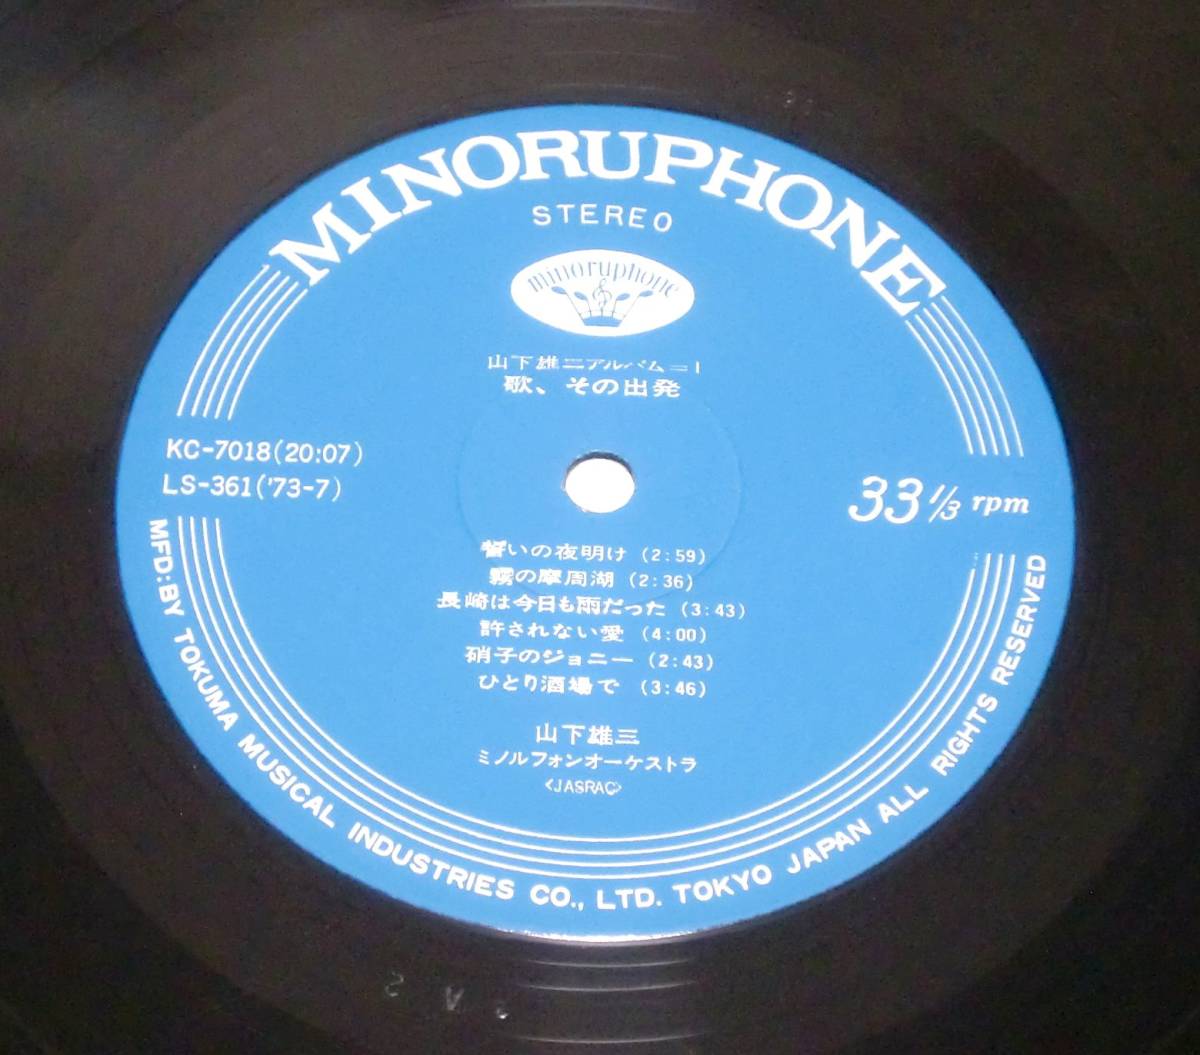 MINORUPHONE
STEREO
minoruphone
山下雄三アルバム=1
歌、その出発
KC-7018(20:07)
LS-361('73-7)
33 1/3 rpm
誓いの夜明け (2:59)
霧の摩周湖 (2:36)
長崎は今日も雨だった (3:43)
許されない愛 (4:00)
硝子のジョニー (2:43)
ひとり酒場で (3:46)
山下雄三
ミノルフォンオーケストラ
<JASRAC>
MFD:BY TOKUMA MUSICAL INDUSTRIES CO., LTD. TOKYO JAPAN ALL RIGHTS RESERVED